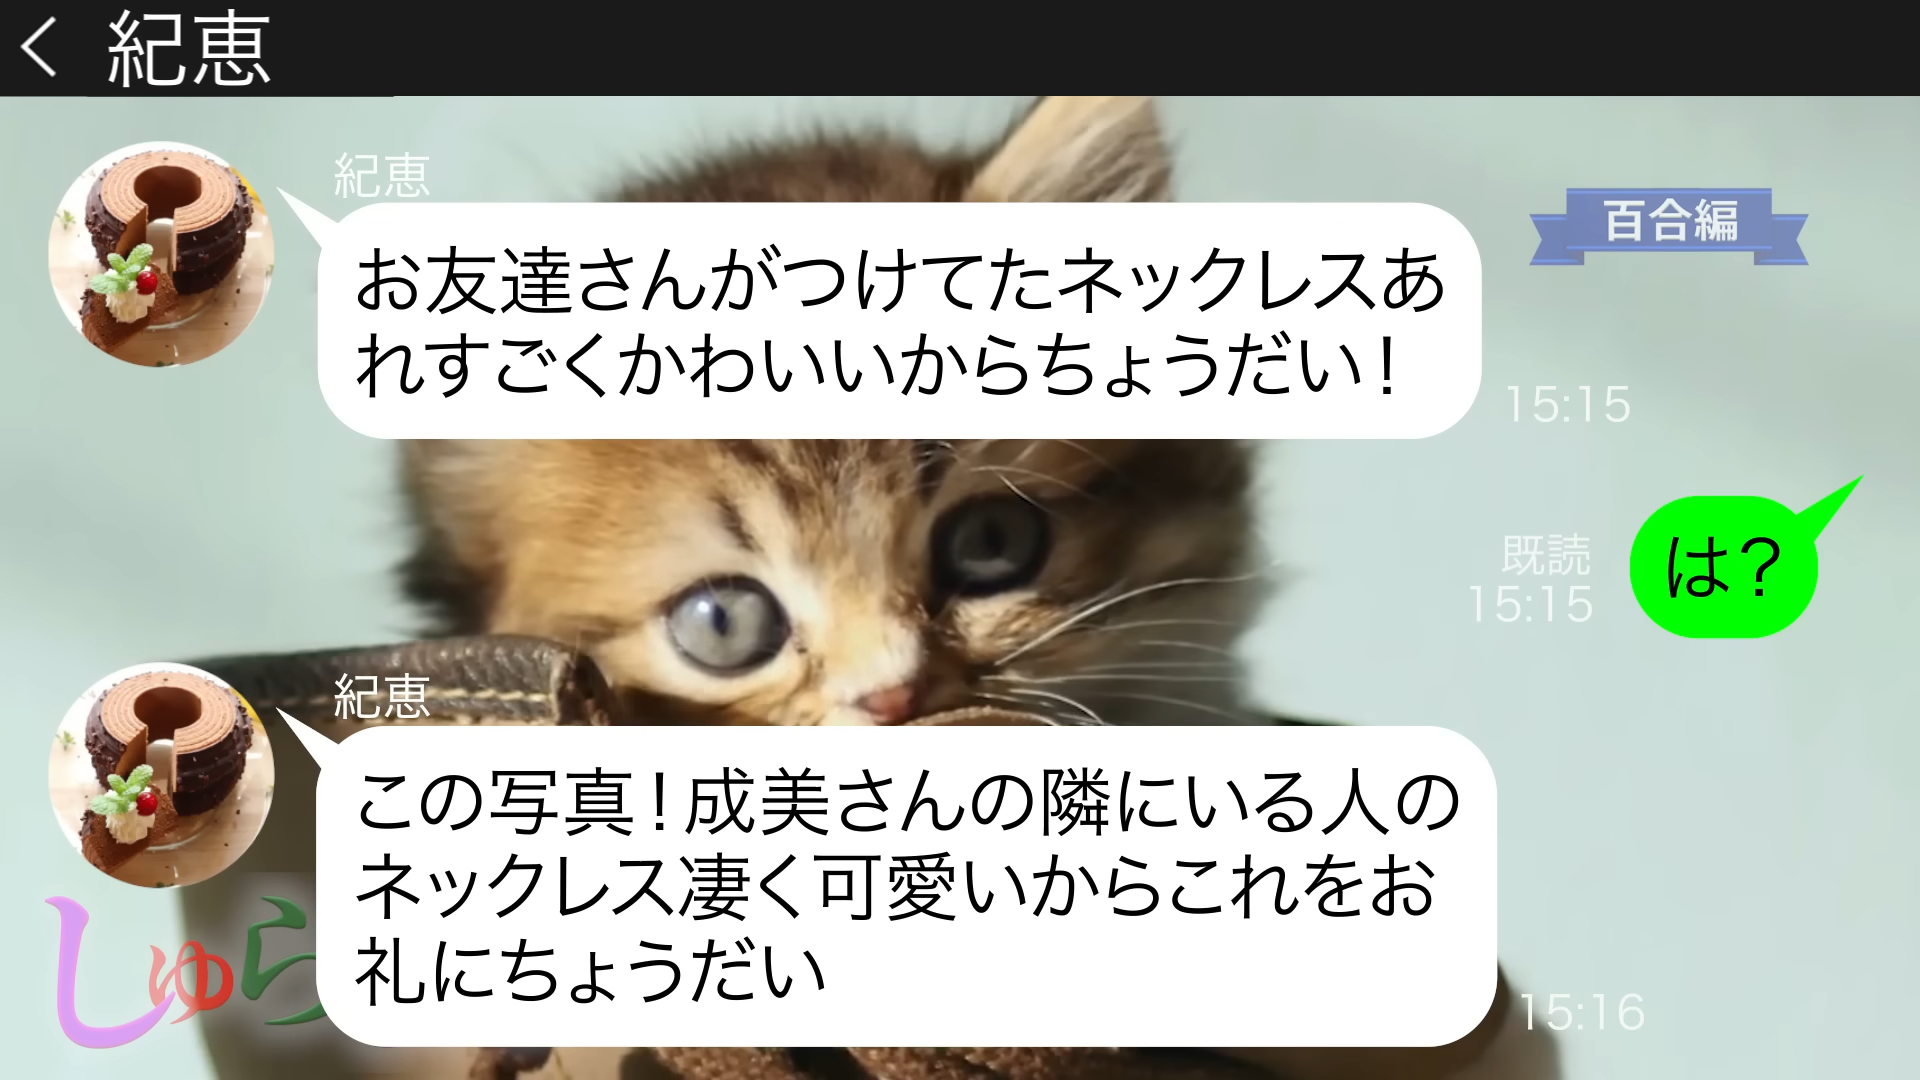 紀恵
紀恵
百合編
お友達さんがつけてたネックレスあ
れすごくかわいいからちょうだい！
15:15
は？
既読
15:15
紀恵
この写真！成美さんの隣にいる人の
ネックレス凄く可愛いからこれをお
礼にちょうだい
15:16
しゅら